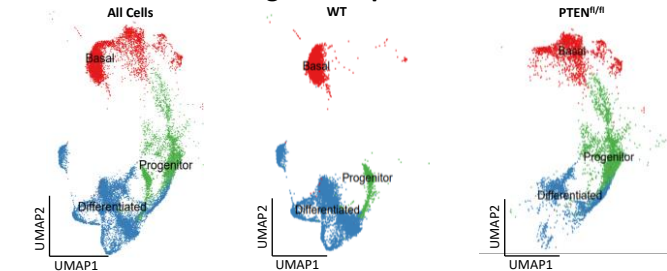 All Cells
WT
PTENfl/fl
Basal
Progenitor
Differentiated
UMAP2
UMAP1
Basal
Progenitor
Differentiated
UMAP2
UMAP1
Basal
Progenitor
Differentiated
UMAP2
UMAP1